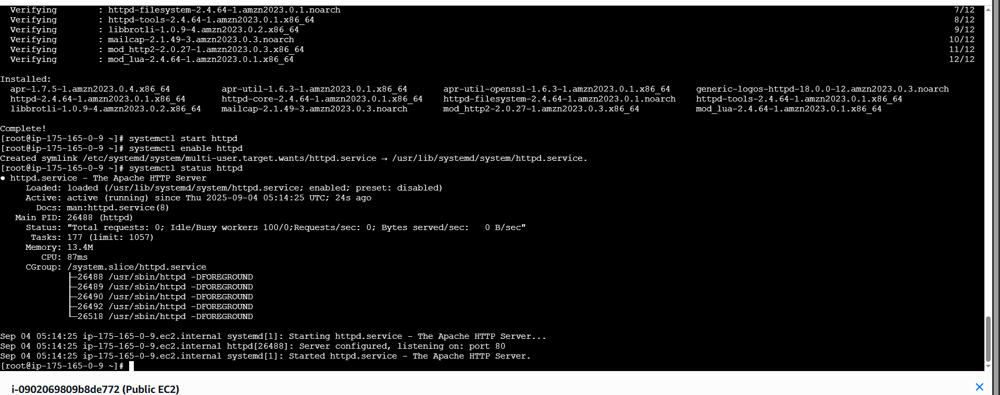 Verifying : httpd-filesystem-2.4.64-1.amzn2023.0.1.noarch 7/12
Verifying : httpd-tools-2.4.64-1.amzn2023.0.1.x86_64 8/12
Verifying : libbrotli-1.0.9-4.amzn2023.0.2.x86_64 9/12
Verifying : mailcap-2.1.49-3.amzn2023.0.3.noarch 10/12
Verifying : mod_http2-2.0.27-1.amzn2023.0.3.x86_64 11/12
Verifying : mod_lua-2.4.64-1.amzn2023.0.1.x86_64 12/12
Installed:
apr-1.7.5-1.amzn2023.0.4.x86_64 apr-util-1.6.3-1.amzn2023.0.1.x86_64 apr-util-openssl-1.6.3-1.amzn2023.0.1.x86_64 generic-logos-httpd-18.0.0-12.amzn2023.0.3.noarch
httpd-2.4.64-1.amzn2023.0.1.x86_64 httpd-core-2.4.64-1.amzn2023.0.1.x86_64 httpd-filesystem-2.4.64-1.amzn2023.0.1.noarch httpd-tools-2.4.64-1.amzn2023.0.1.x86_64
libbrotli-1.0.9-4.amzn2023.0.2.x86_64 mailcap-2.1.49-3.amzn2023.0.3.noarch mod_http2-2.0.27-1.amzn2023.0.3.x86_64 mod_lua-2.4.64-1.amzn2023.0.1.x86_64
Complete!
[root@ip-175-165-0-9 ~]# systemctl start httpd
[root@ip-175-165-0-9 ~]# systemctl enable httpd
Created symlink /etc/systemd/system/multi-user.target.wants/httpd.service → /usr/lib/systemd/system/httpd.service.
[root@ip-175-165-0-9 ~]# systemctl status httpd
● httpd.service - The Apache HTTP Server
Loaded: loaded (/usr/lib/systemd/system/httpd.service; enabled; preset: disabled)
Active: active (running) since Thu 2025-09-04 05:14:25 UTC; 24s ago
Docs: man:httpd.service(8)
Main PID: 26488 (httpd)
Status: "Total requests: 0; Idle/Busy workers 100/0;Requests/sec: 0; Bytes served/sec:   0 B/sec"
Tasks: 177 (limit: 1057)
Memory: 13.4M
CPU: 87ms
CGroup: /system.slice/httpd.service
├─26488 /usr/sbin/httpd -DFOREGROUND
├─26489 /usr/sbin/httpd -DFOREGROUND
├─26490 /usr/sbin/httpd -DFOREGROUND
├─26492 /usr/sbin/httpd -DFOREGROUND
└─26518 /usr/sbin/httpd -DFOREGROUND
Sep 04 05:14:25 ip-175-165-0-9.ec2.internal systemd[1]: Starting httpd.service - The Apache HTTP Server...
Sep 04 05:14:25 ip-175-165-0-9.ec2.internal httpd[26488]: Server configured, listening on: port 80
Sep 04 05:14:25 ip-175-165-0-9.ec2.internal systemd[1]: Started httpd.service - The Apache HTTP Server.
[root@ip-175-165-0-9 ~]#
i-0902069809b8de772 (Public EC2)